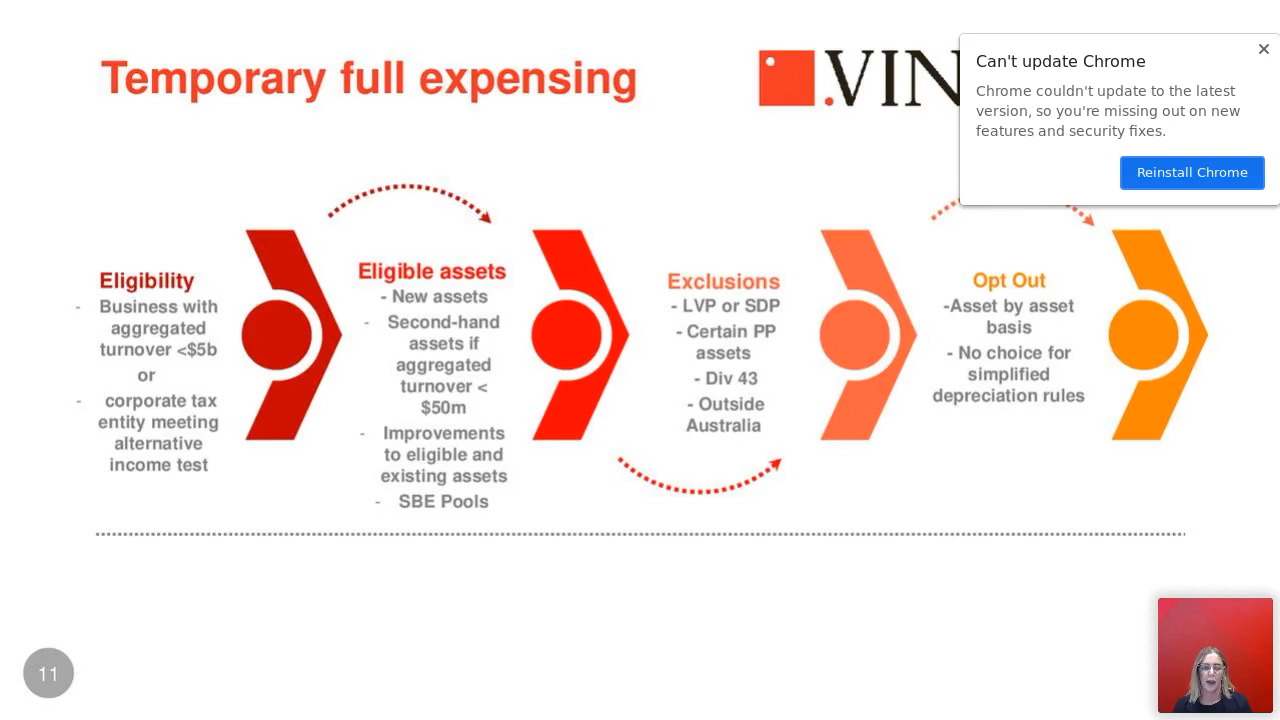 Temporary full expensing
.VIN
Can't update Chrome
Chrome couldn't update to the latest
version, so you're missing out on new
features and security fixes.
Reinstall Chrome
Eligibility
- Business with
aggregated
turnover <$5b
or
- corporate tax
entity meeting
alternative
income test
Eligible assets
- New assets
- Second-hand
assets if
aggregated
turnover <
$50m
- Improvements
to eligible and
existing assets
- SBE Pools
Exclusions
- LVP or SDP
- Certain PP
assets
- Div 43
- Outside
Australia
Opt Out
-Asset by asset
basis
- No choice for
simplified
depreciation rules
11